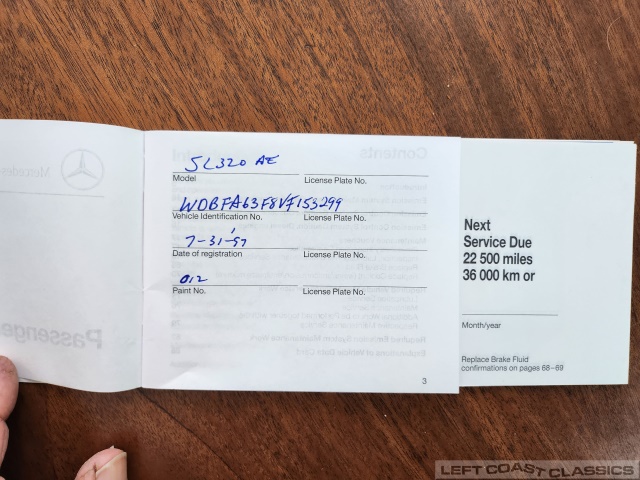 SL320 AE
Model
License Plate No.
WDBFA63F8VF153299
Vehicle Identification No.
License Plate No.
7-31-97
Date of registration
License Plate No.
012
Paint No.
License Plate No.
3
Next
Service Due
22 500 miles
36 000 km or
Month/year
Replace Brake Fluid
confirmations on pages 68–69
LEFT COAST CLASSICS